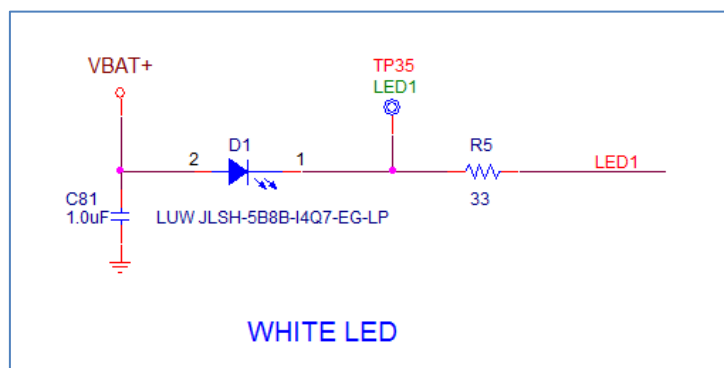 VBAT+
TP35
LED1
D1
R5
2
1
LED1
C81
1.0uF
LUW JLSH-5B8B-I4Q7-EG-LP
33
WHITE LED